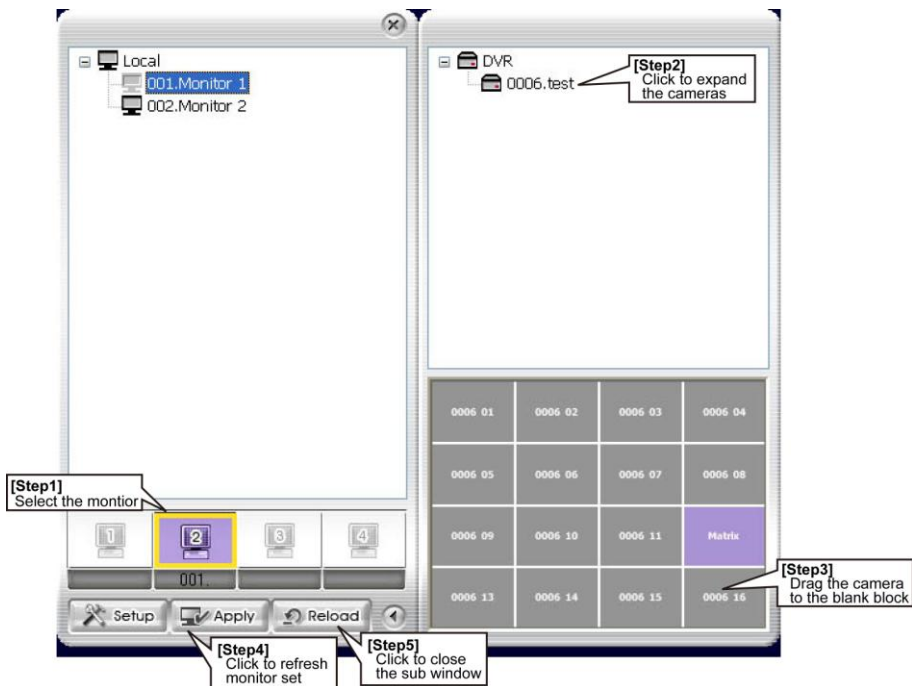 Local
001.Monitor 1
002.Monitor 2
DVR
0006.test
[Step2]
Click to expand
the cameras
0006 01 0006 02 0006 03 0006 04
0006 05 0006 06 0006 07 0006 08
0006 09 0006 10 0006 11 Matrix
0006 13 0006 14 0006 15 0006 16
[Step1]
Select the montior
1 2 3 4
001.
[Step3]
Drag the camera
to the blank block
Setup Apply Reload
[Step4]
Click to refresh
monitor set
[Step5]
Click to close
the sub window